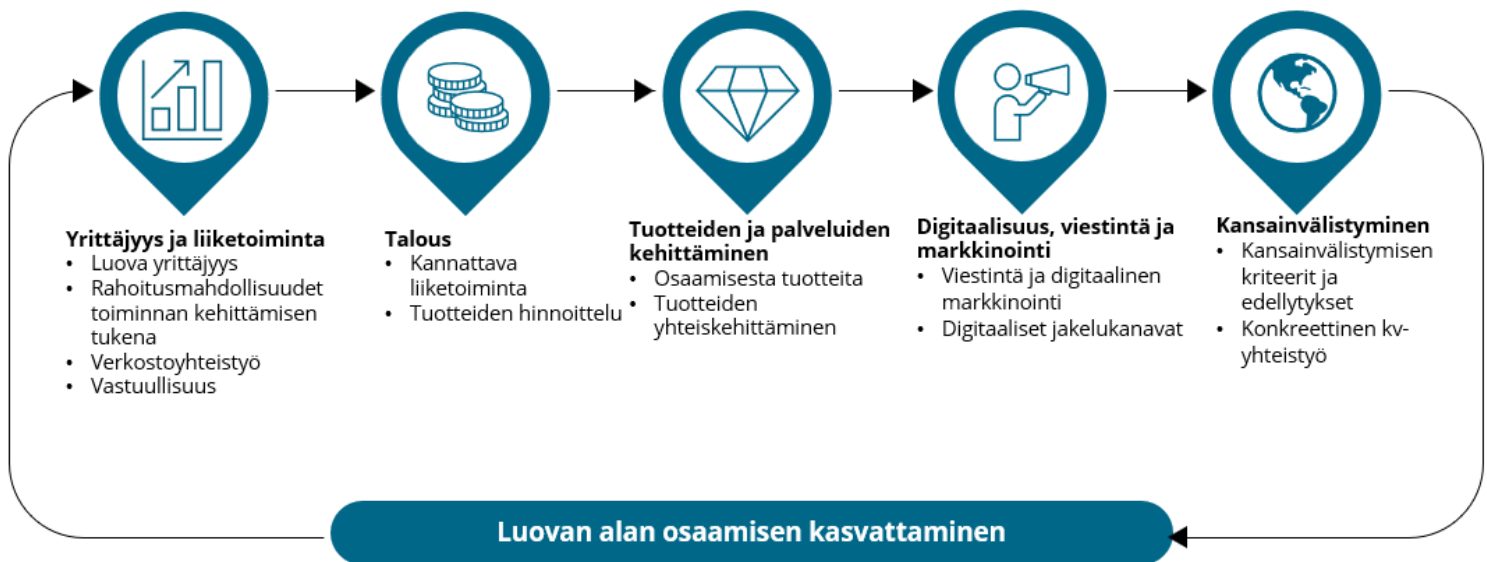 Yrittäjyys ja liiketoiminta
• Luova yrittäjyys
• Rahoitusmahdollisuudet
toiminnan kehittämisen
tukena
• Verkostoyhteistyö
• Vastuullisuus
Talous
• Kannattava
liiketoiminta
• Tuotteiden hinnoittelu
Tuotteiden ja palveluiden
kehittäminen
• Osaamisesta tuotteita
• Tuotteiden
yhteiskehittäminen
Digitaalisuus, viestintä ja
markkinointi
• Viestintä ja digitaalinen
markkinointi
• Digitaaliset jakelukanavat
Kansainvälistyminen
• Kansainvälistymisen
kriteerit ja
edellytykset
• Konkreettinen kv-
yhteistyö
Luovan alan osaamisen kasvattaminen